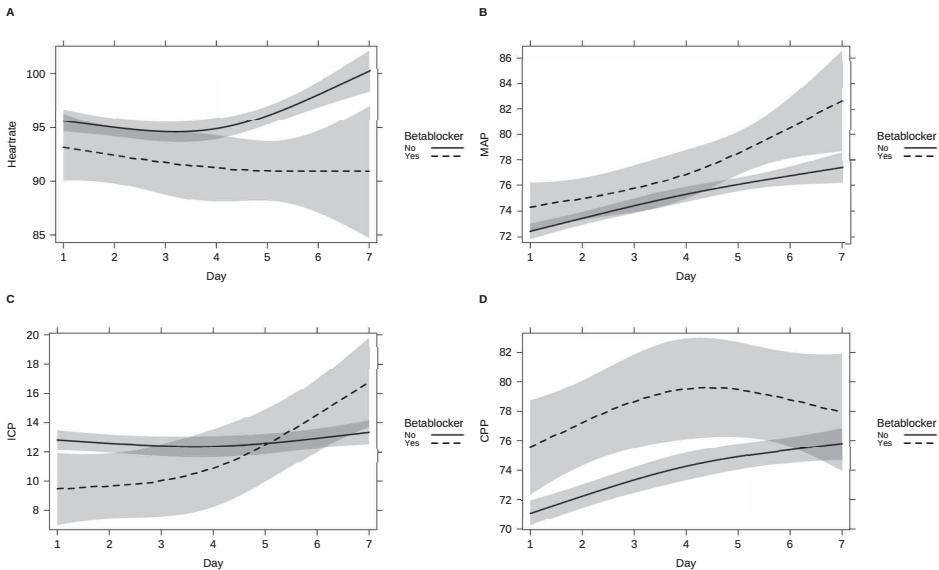 A
Heartrate
100
95
90
85
1 2 3 4 5 6 7
Day
Betablocker
No
Yes
B
MAP
86
84
82
80
78
76
74
72
1 2 3 4 5 6 7
Day
Betablocker
No
Yes
C
ICP
20
18
16
14
12
10
8
1 2 3 4 5 6 7
Day
Betablocker
No
Yes
D
CPP
82
80
78
76
74
72
70
1 2 3 4 5 6 7
Day
Betablocker
No
Yes